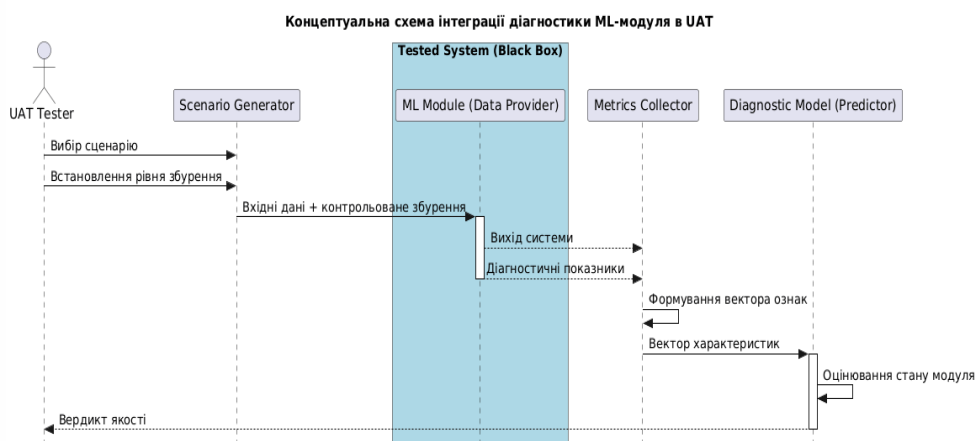 Концептуальна схема інтеграції діагностики ML-модуля в UAT
Tested System (Black Box)
UAT Tester
Scenario Generator
ML Module (Data Provider)
Metrics Collector
Diagnostic Model (Predictor)
Вибір сценарію
Встановлення рівня збурення
Вхідні дані + контрольоване збурення
Вихід системи
Діагностичні показники
Формування вектора ознак
Вектор характеристик
Оцінювання стану модуля
Вердикт якості